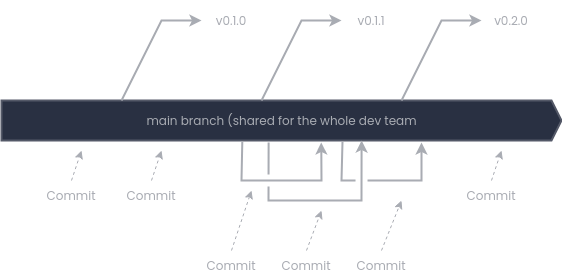 v0.1.0
v0.1.1
v0.2.0
main branch (shared for the whole dev team
Commit
Commit
Commit
Commit
Commit
Commit